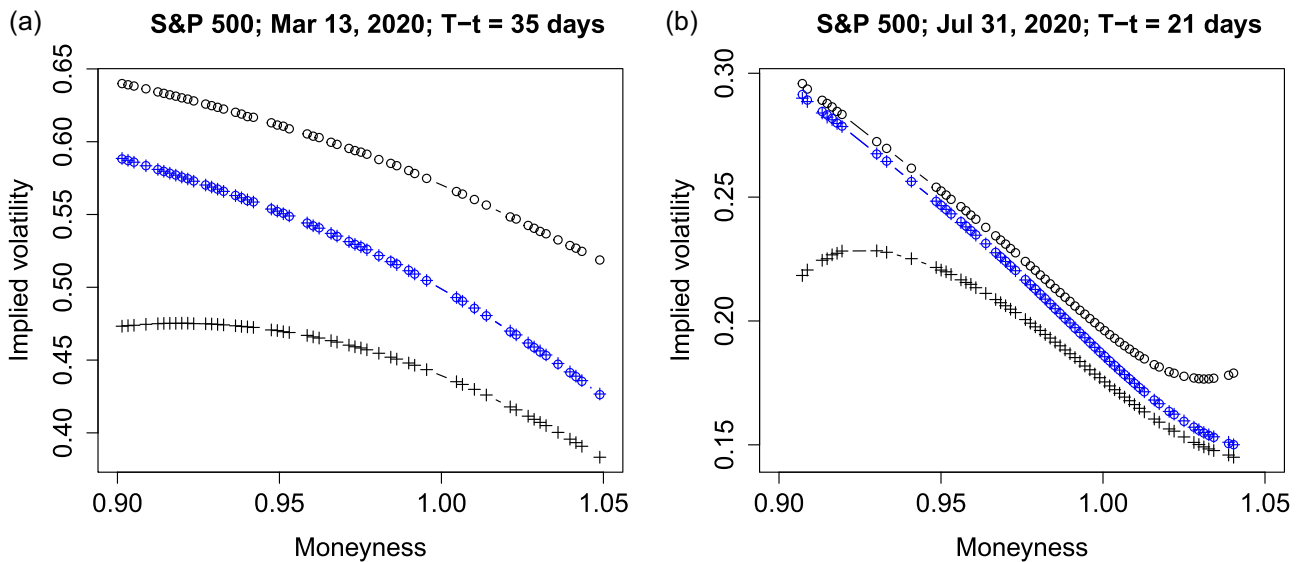 (a)
S&P 500; Mar 13, 2020; T−t = 35 days
Implied volatility
0.65
0.60
0.55
0.50
0.45
0.40
0.90 0.95 1.00 1.05
Moneyness
(b)
S&P 500; Jul 31, 2020; T−t = 21 days
Implied volatility
0.30
0.25
0.20
0.15
0.90 0.95 1.00 1.05
Moneyness